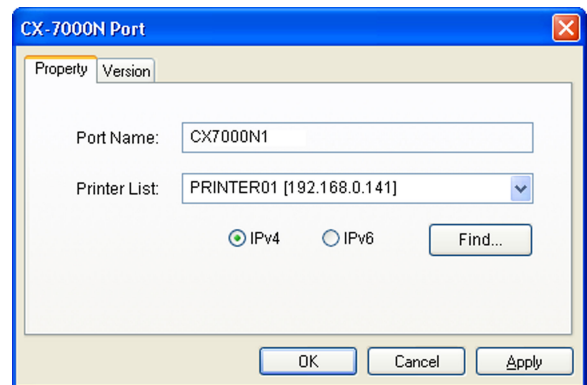 CX-7000N Port
Property Version
Port Name: CX7000N1
Printer List: PRINTER01 [192.168.0.141]
IPv4 IPv6 Find...
OK Cancel Apply